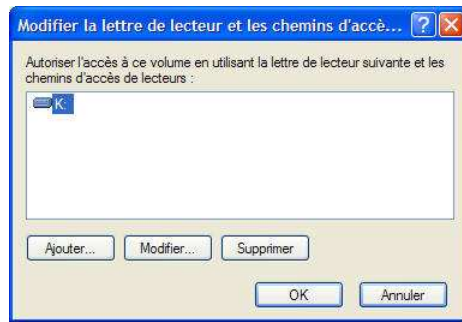 Modifier la lettre de lecteur et les chemins d'accè...
Autoriser l'accès à ce volume en utilisant la lettre de lecteur suivante et les
chemins d'accès de lecteurs :
K:
Ajouter... Modifier... Supprimer
OK Annuler